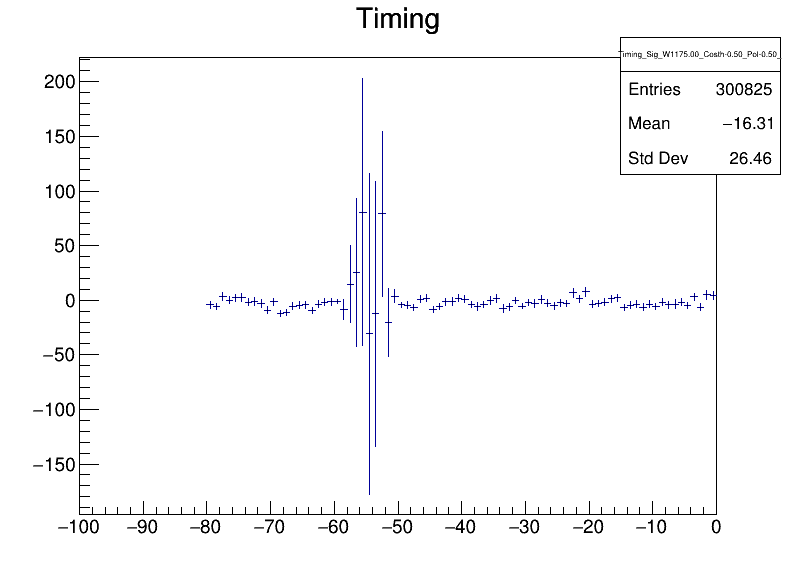 Timing
Timing_Sig_W1175.00_Costh-0.50_Pol-0.50_
Entries 300825
Mean −16.31
Std Dev 26.46
200
150
100
50
0
−50
−100
−150
−100 −90 −80 −70 −60 −50 −40 −30 −20 −10 0